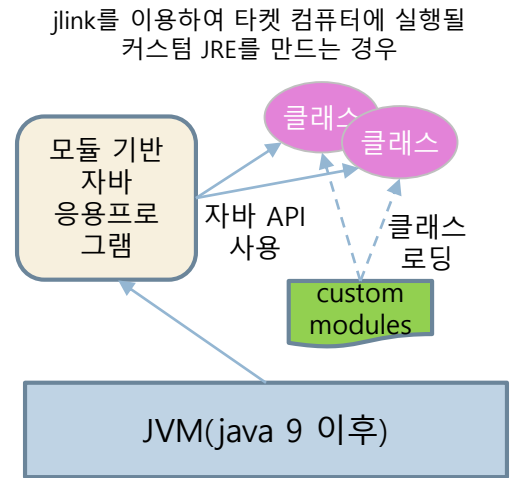 jlink를 이용하여 타켓 컴퓨터에 실행될
커스텀 JRE를 만드는 경우
클래스
클래스
모듈 기반
자바
응용프로
그램
자바 API
사용
클래스
로딩
custom
modules
JVM(java 9 이후)